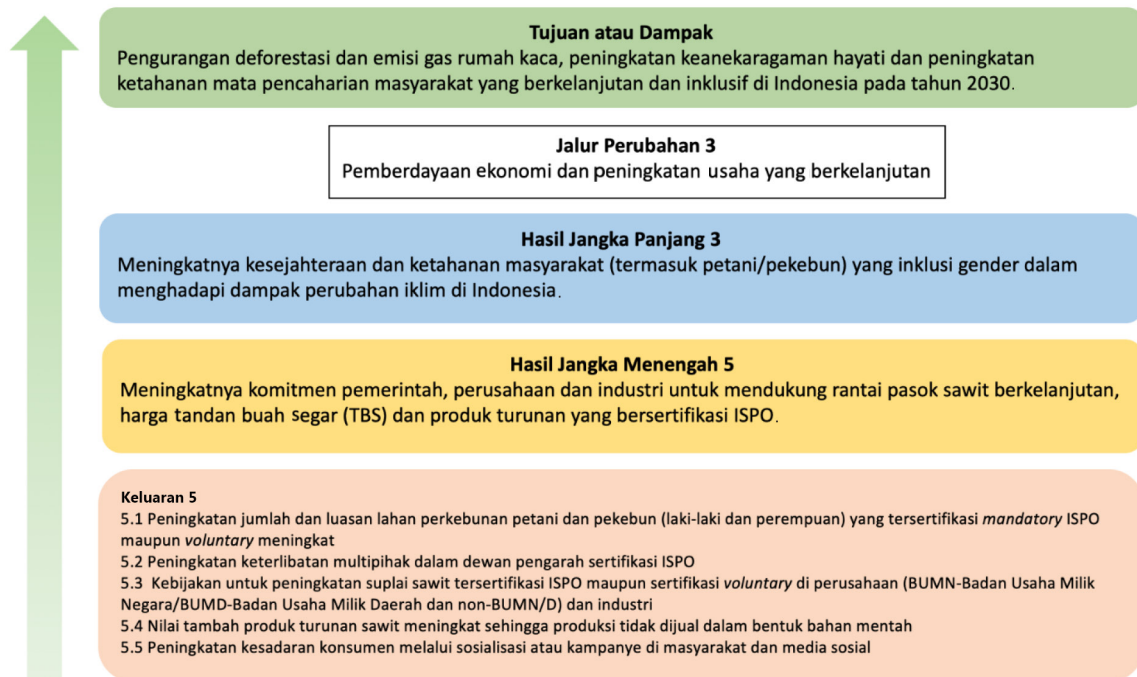 Tujuan atau Dampak
Pengurangan deforestasi dan emisi gas rumah kaca, peningkatan keanekaragaman hayati dan peningkatan
ketahanan mata pencaharian masyarakat yang berkelanjutan dan inklusif di Indonesia pada tahun 2030.
Jalur Perubahan 3
Pemberdayaan ekonomi dan peningkatan usaha yang berkelanjutan
Hasil Jangka Panjang 3
Meningkatnya kesejahteraan dan ketahanan masyarakat (termasuk petani/pekebun) yang inklusi gender dalam
menghadapi dampak perubahan iklim di Indonesia.
Hasil Jangka Menengah 5
Meningkatnya komitmen pemerintah, perusahaan dan industri untuk mendukung rantai pasok sawit berkelanjutan,
harga tandan buah segar (TBS) dan produk turunan yang bersertifikasi ISPO.
Keluaran 5
5.1 Peningkatan jumlah dan luasan lahan perkebunan petani dan pekebun (laki-laki dan perempuan) yang tersertifikasi mandatory ISPO
maupun voluntary meningkat
5.2 Peningkatan keterlibatan multipihak dalam dewan pengarah sertifikasi ISPO
5.3 Kebijakan untuk peningkatan suplai sawit tersertifikasi ISPO maupun sertifikasi voluntary di perusahaan (BUMN-Badan Usaha Milik
Negara/BUMD-Badan Usaha Milik Daerah dan non-BUMN/D) dan industri
5.4 Nilai tambah produk turunan sawit meningkat sehingga produksi tidak dijual dalam bentuk bahan mentah
5.5 Peningkatan kesadaran konsumen melalui sosialisasi atau kampanye di masyarakat dan media sosial